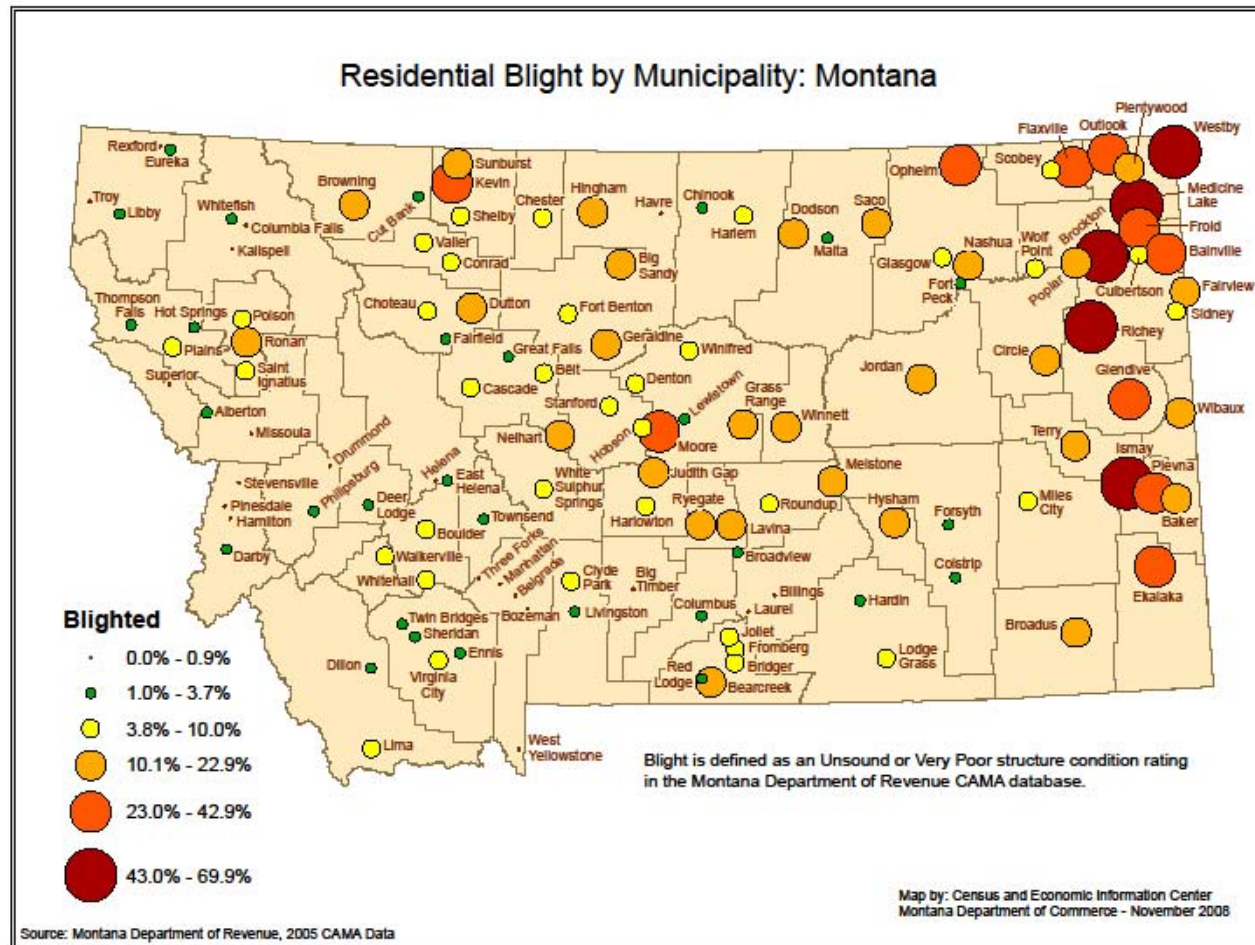 Residential Blight by Municipality: Montana
Plentywood
Westby
Outlook
Flaxville
Scobey
Opheim
Rexford
Eureka
Sunburst
Kevin
Browning
Chester
Hingham
Havre
Chinook
Harlem
Dodson
Saco
Malta
Medicine
Lake
Froid
Bainville
Brockton
Troy
Libby
Whitefish
Columbia Falls
Kalispell
Cut Bank
Shelby
Valier
Conrad
Big
Sandy
Glasgow
Nashua
Wolf
Point
Fort
Peck
Poplar
Culbertson
Fairview
Sidney
Thompson
Falls
Hot Springs
Polson
Choteau
Dutton
Fort Benton
Plains
Ronan
Fairfield
Great Falls
Geraldine
Winifred
Richey
Circle
Superior
Saint
Ignatius
Cascade
Belt
Denton
Stanford
Lewistown
Grass
Range
Winnett
Jordan
Glendive
Wibaux
Alberton
Missoula
Drummond
Neihart
Hobson
Moore
Terry
Ismay
Plevna
Baker
Stevensville
Philipsburg
Helena
East
Helena
White
Sulphur
Springs
Judith Gap
Melstone
Pinesdale
Hamilton
Deer
Lodge
Townsend
Harlowton
Ryegate
Lavina
Roundup
Hysham
Forsyth
Miles
City
Darby
Boulder
Walkerville
Whitehall
Three Forks
Manhattan
Belgrade
Bozeman
Clyde
Park
Livingston
Big
Timber
Broadview
Billings
Laurel
Columbus
Hardin
Colstrip
Ekalaka
Broadus
Twin Bridges
Sheridan
Ennis
Dillon
Virginia
City
Joliet
Fromberg
Bridger
Red
Lodge
Bearcreek
Lodge
Grass
Lima
West
Yellowstone
Blighted
0.0% - 0.9%
1.0% - 3.7%
3.8% - 10.0%
10.1% - 22.9%
23.0% - 42.9%
43.0% - 69.9%
Blight is defined as an Unsound or Very Poor structure condition rating
in the Montana Department of Revenue CAMA database.
Map by: Census and Economic Information Center
Montana Department of Commerce - November 2008
Source: Montana Department of Revenue, 2005 CAMA Data